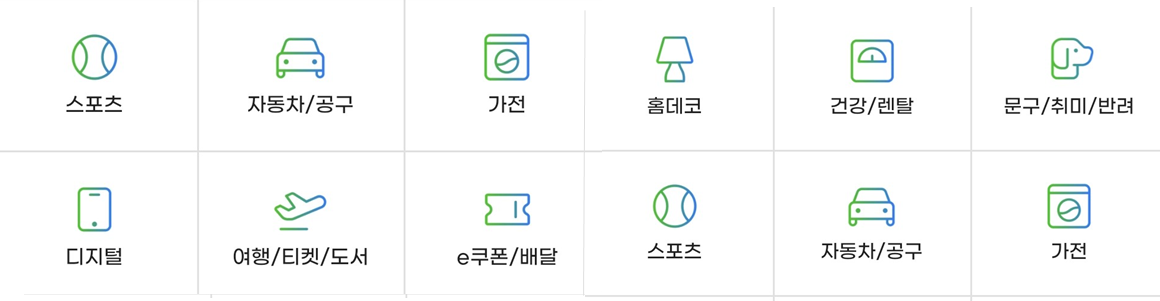 스포츠
자동차/공구
가전
홈데코
건강/렌탈
문구/취미/반려
디지털
여행/티켓/도서
e쿠폰/배달
스포츠
자동차/공구
가전